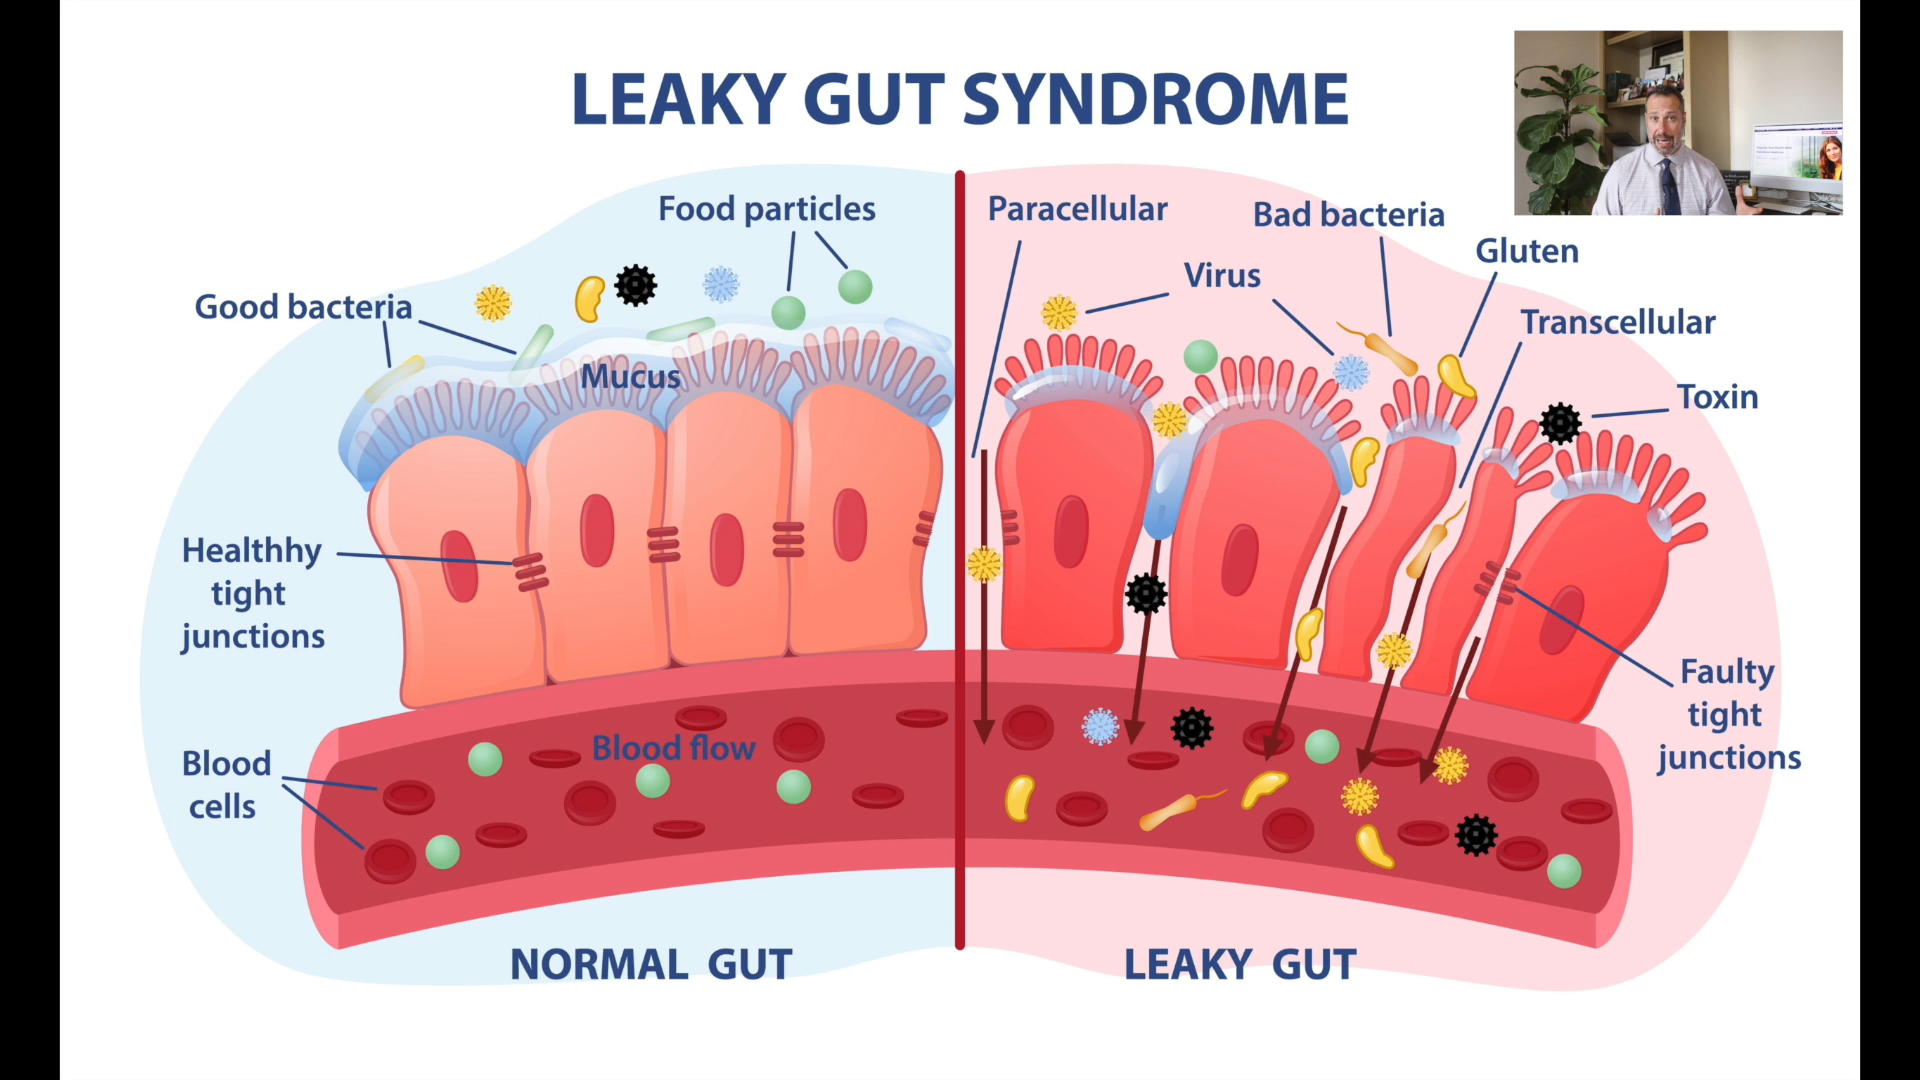 LEAKY GUT SYNDROME
Food particles
Good bacteria
Mucus
Healthhy
tight
junctions
Blood
cells
Blood flow
NORMAL GUT
Paracellular
Bad bacteria
Virus
Gluten
Transcellular
Toxin
Faulty
tight
junctions
LEAKY GUT